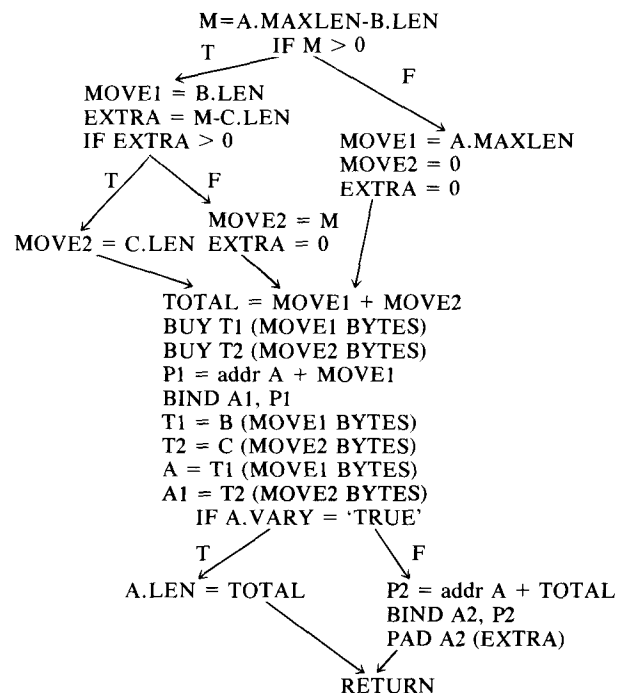 M=A.MAXLEN-B.LEN
IF M > 0
T
F
MOVE1 = B.LEN
EXTRA = M-C.LEN
IF EXTRA > 0
MOVE1 = A.MAXLEN
MOVE2 = 0
EXTRA = 0
T
F
MOVE2 = C.LEN
MOVE2 = M
EXTRA = 0
TOTAL = MOVE1 + MOVE2
BUY T1 (MOVE1 BYTES)
BUY T2 (MOVE2 BYTES)
P1 = addr A + MOVE1
BIND A1, P1
T1 = B (MOVE1 BYTES)
T2 = C (MOVE2 BYTES)
A = T1 (MOVE1 BYTES)
A1 = T2 (MOVE2 BYTES)
IF A.VARY = ‘TRUE’
T
F
A.LEN = TOTAL
P2 = addr A + TOTAL
BIND A2, P2
PAD A2 (EXTRA)
RETURN